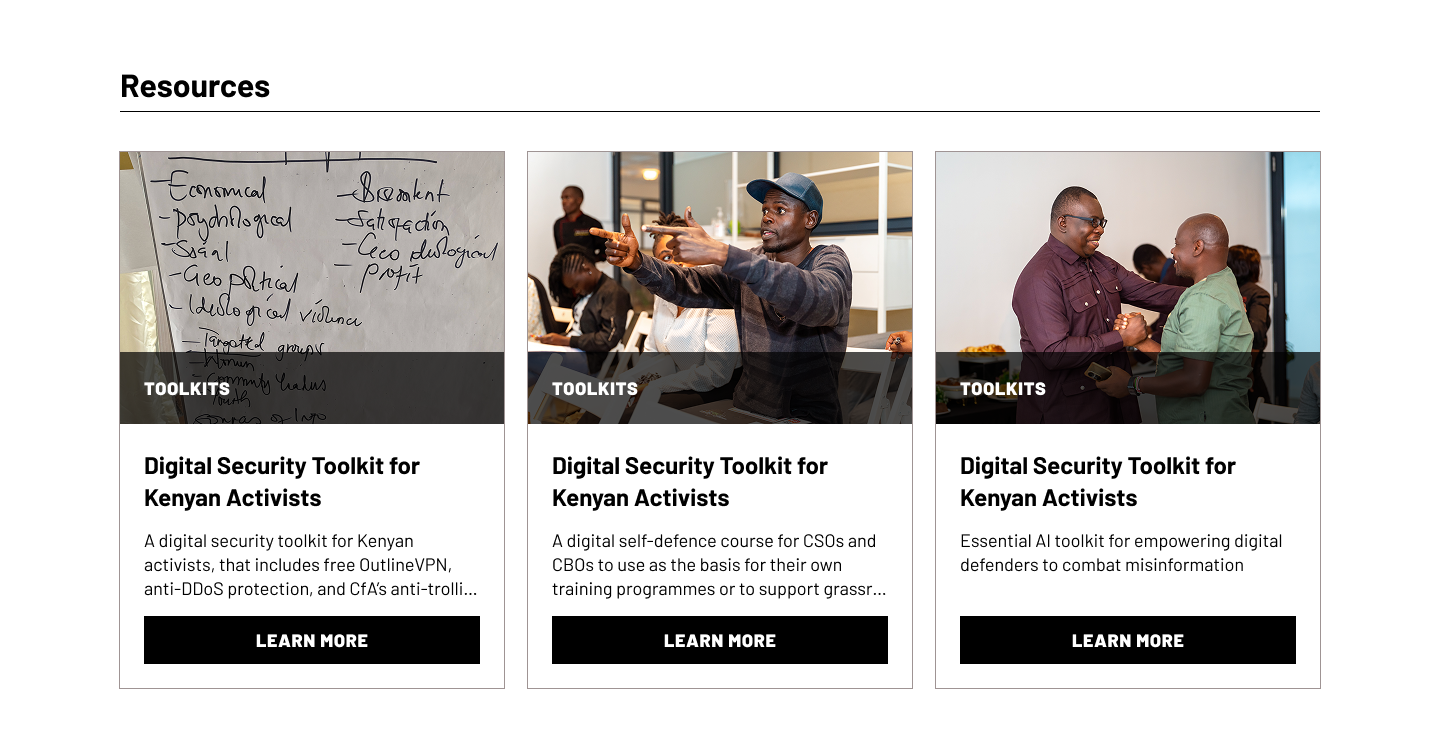 Resources
Economical
psychological
Social
Geo political
Ideological violence
Targeted groups
Women
Community leaders
Youth
Satisfaction
Geo ideological
Profit
TOOLKITS
Digital Security Toolkit for
Kenyan Activists
A digital security toolkit for Kenyan
activists, that includes free OutlineVPN,
anti-DDoS protection, and CfA's anti-trolli...
LEARN MORE
TOOLKITS
Digital Security Toolkit for
Kenyan Activists
A digital self-defence course for CSOs and
CBOs to use as the basis for their own
training programmes or to support grassr...
LEARN MORE
TOOLKITS
Digital Security Toolkit for
Kenyan Activists
Essential AI toolkit for empowering digital
defenders to combat misinformation
LEARN MORE